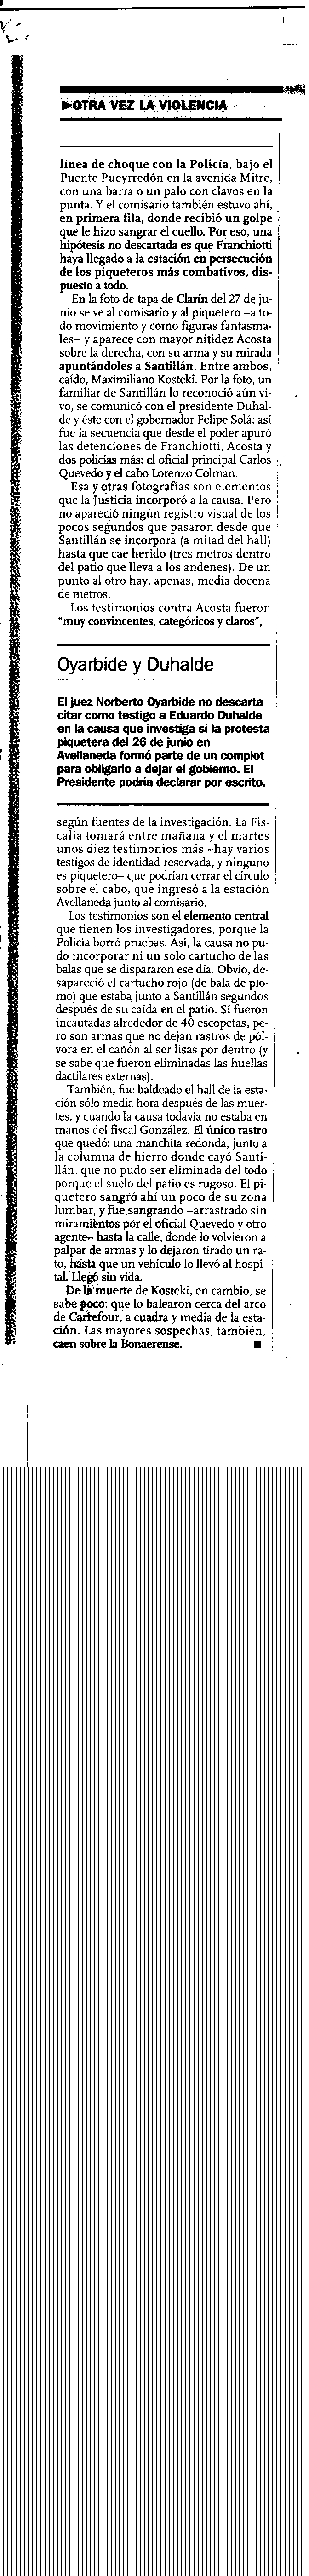 ▶OTRA VEZ LA VIOLENCIA
línea de choque con la Policía, bajo el
Puente Pueyrredón en la avenida Mitre,
con una barra o un palo con clavos en la
punta. Y el comisario también estuvo ahí,
en primera fila, donde recibió un golpe
que le hizo sangrar el cuello. Por eso, una
hipótesis no descartada es que Franchiotti
haya llegado a la estación en persecución
de los piqueteros más combativos, dis-
puesto a todo.
En la foto de tapa de Clarín del 27 de ju-
nio se ve al comisario y al piquetero –a to-
do movimiento y como figuras fantasma-
les– y aparece con mayor nitidez Acosta
sobre la derecha, con su arma y su mirada
apuntándoles a Santillán. Entre ambos,
caído, Maximiliano Kosteki. Por la foto, un
familiar de Santillán lo reconoció aún vi-
vo, se comunicó con el presidente Duhal-
de y éste con el gobernador Felipe Solá: así
fue la secuencia que desde el poder apuró
las detenciones de Franchiotti, Acosta y
dos policías más: el oficial principal Carlos
Quevedo y el cabo Lorenzo Colman.
Esa y otras fotografías son elementos
que la Justicia incorporó a la causa. Pero
no apareció ningún registro visual de los
pocos segundos que pasaron desde que
Santillán se incorpora (a mitad del hall)
hasta que cae herido (tres metros dentro
del patio que lleva a los andenes). De un
punto al otro hay, apenas, media docena
de metros.
Los testimonios contra Acosta fueron
"muy convincentes, categóricos y claros",
Oyarbide y Duhalde
El juez Norberto Oyarbide no descarta
citar como testigo a Eduardo Duhalde
en la causa que investiga si la protesta
piquetera del 26 de junio en
Avellaneda formó parte de un complot
para obligarlo a dejar el gobierno. El
Presidente podría declarar por escrito.
según fuentes de la investigación. La Fis-
calía tomará entre mañana y el martes
unos diez testimonios más –hay varios
testigos de identidad reservada, y ninguno
es piquetero– que podrían cerrar el círculo
sobre el cabo, que ingresó a la estación
Avellaneda junto al comisario.
Los testimonios son el elemento central
que tienen los investigadores, porque la
Policía borró pruebas. Así, la causa no pu-
do incorporar ni un solo cartucho de las
balas que se dispararon ese día. Obvio, de-
sapareció el cartucho rojo (de bala de plo-
mo) que estaba junto a Santillán segundos
después de su caída en el patio. Sí fueron
incautadas alrededor de 40 escopetas, pe-
ro son armas que no dejan rastros de pól-
vora en el cañón al ser lisas por dentro (y
se sabe que fueron eliminadas las huellas
dactilares externas).
También, fue baldeado el hall de la esta-
ción sólo media hora después de las muer-
tes, y cuando la causa todavía no estaba en
manos del fiscal González. El único rastro
que quedó: una manchita redonda, junto a
la columna de hierro donde cayó Santi-
llán, que no pudo ser eliminada del todo
porque el suelo del patio es rugoso. El pi-
quetero sangró ahí un poco de su zona
lumbar, y fue sangrando –arrastrado sin
miramientos por el oficial Quevedo y otro
agente– hasta la calle, donde lo volvieron a
palpar de armas y lo dejaron tirado un ra-
to, hasta que un vehículo lo llevó al hospi-
tal. Llegó sin vida.
De la muerte de Kosteki, en cambio, se
sabe poco: que lo balearon cerca del arco
de Carrefour, a cuadra y media de la esta-
ción. Las mayores sospechas, también,
caen sobre la Bonaerense. ■